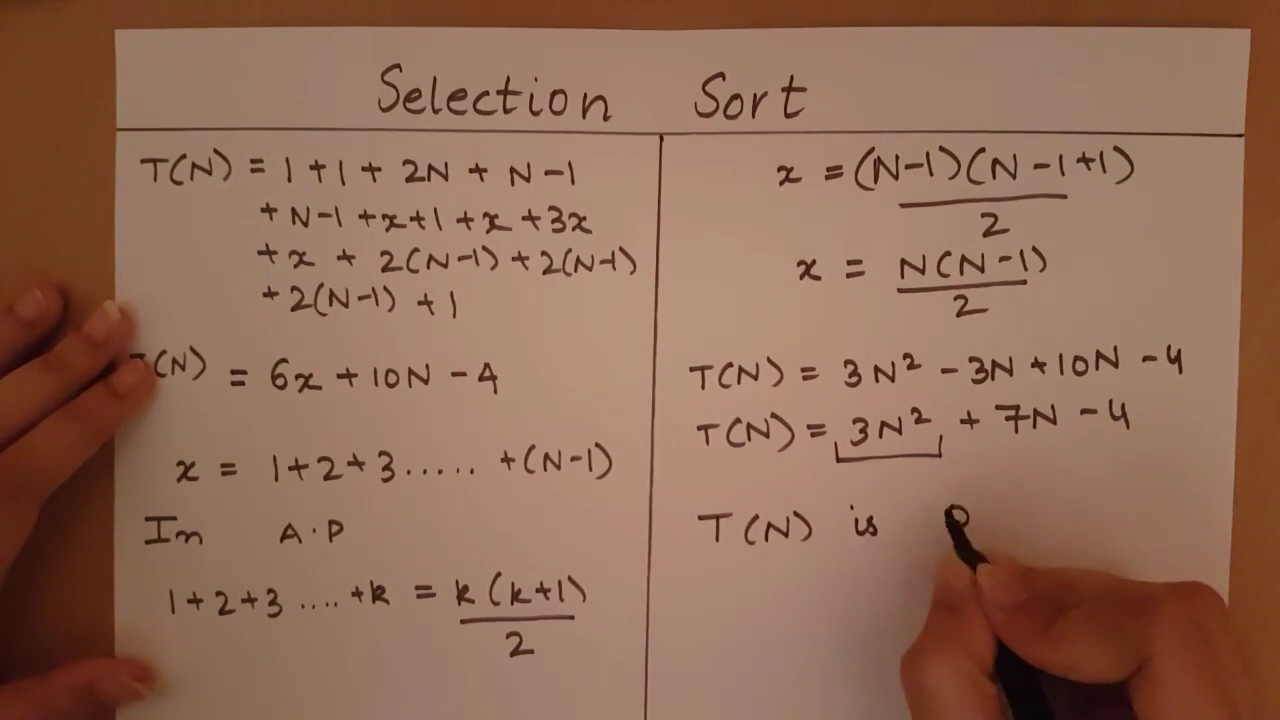 Selection Sort
T(N) = 1 + 1 + 2N + N-1
+ N-1 + x+1 + x + 3x
+ x + 2(N-1) + 2(N-1)
+ 2(N-1) + 1
T(N) = 6x + 10N - 4
x = 1+2+3..... +(N-1)
In A.P
1+2+3 .... +k = k(k+1)
2
x = (N-1)(N-1+1)
2
x = N(N-1)
2
T(N) = 3N² - 3N + 10N - 4
T(N) = 3N² + 7N - 4
T(N) is